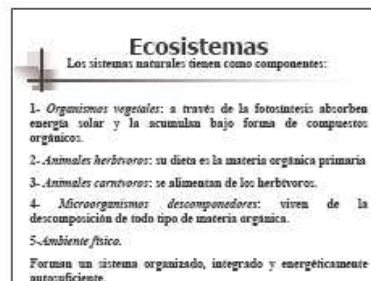 Ecosistemas
Los sistemas naturales tienen como componentes:
1- Organismos vegetales: a través de la fotosíntesis absorben
energía solar y la acumulan bajo forma de compuestos
orgánicos.
2- Animales herbívoros: su dieta es la materia orgánica primaria
3- Animales carnívoros: se alimentan de los herbívoros.
4- Microorganismos descomponedores: viven de la
descomposición de todo tipo de materia orgánica.
5-Ambiente físico.
Forman un sistema organizado, integrado y energéticamente
autosuficiente.